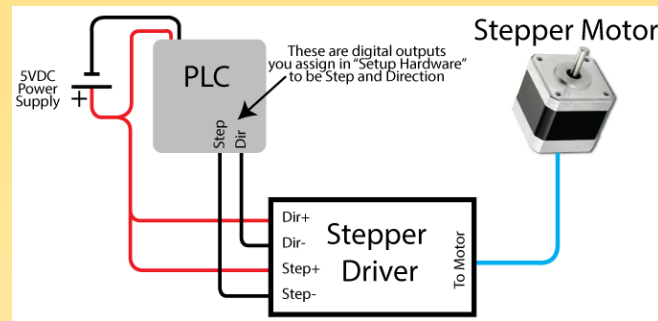 Stepper Motor
These are digital outputs
you assign in “Setup Hardware”
to be Step and Direction
5VDC
Power
Supply
+
PLC
Step
Dir
Dir+
Dir-
Step+
Step-
Stepper
Driver
To Motor